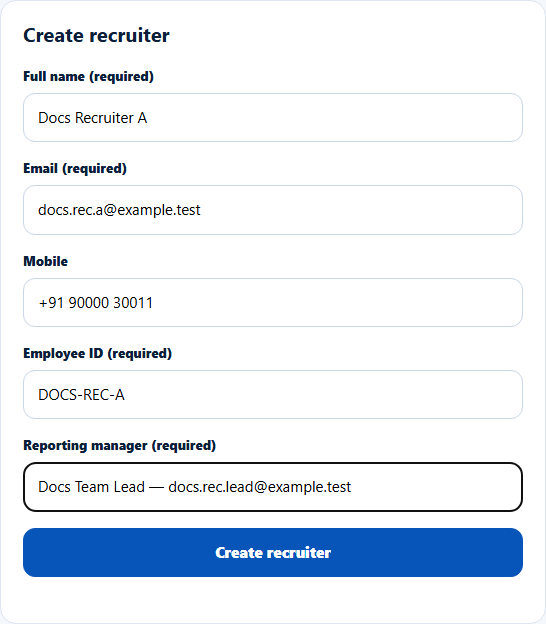 Create recruiter
Full name (required)
Docs Recruiter A
Email (required)
docs.rec.a@example.test
Mobile
+91 90000 30011
Employee ID (required)
DOCS-REC-A
Reporting manager (required)
Docs Team Lead — docs.rec.lead@example.test
Create recruiter